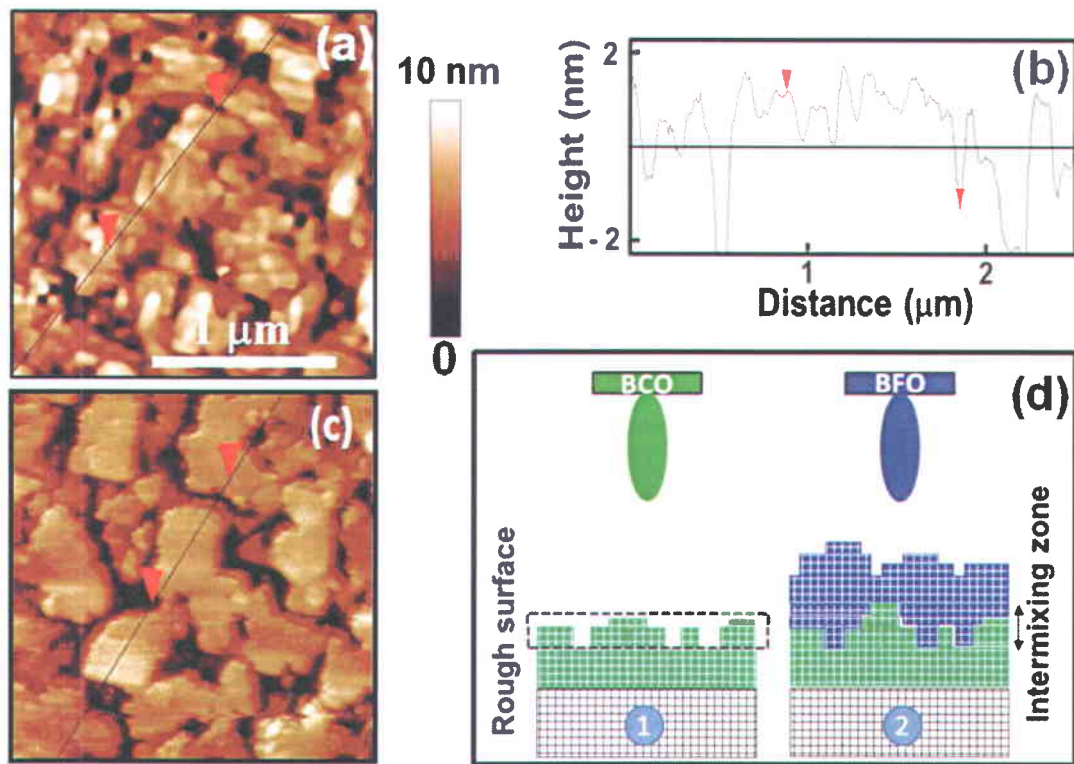 (a)
1 μm
10 nm
0
(b)
2
Height (nm)
- 2
1
2
Distance (μm)
(c)
(d)
BCO
BFO
Rough surface
Intermixing zone
1
2